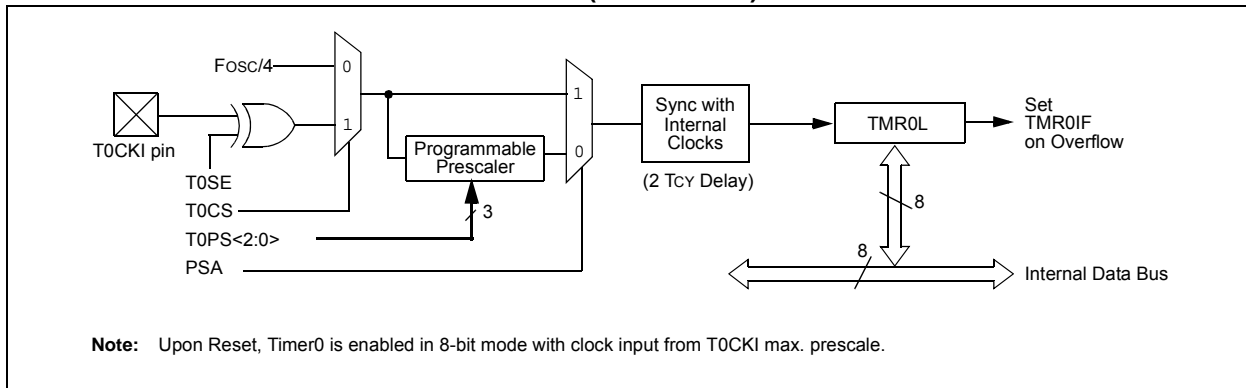 FOSC/4
0
1
T0CKI pin
T0SE
T0CS
T0PS<2:0>
PSA
Programmable
Prescaler
3
1
0
Sync with
Internal
Clocks
(2 TCY Delay)
TMR0L
Set
TMR0IF
on Overflow
8
8
Internal Data Bus
Note: Upon Reset, Timer0 is enabled in 8-bit mode with clock input from T0CKI max. prescale.